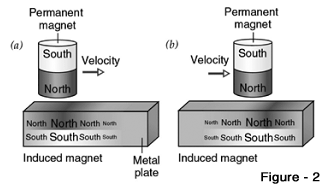 Permanent
magnet
(a)
South
Velocity
North
North North North North
South South South South
Induced magnet
Metal
plate
Permanent
magnet
(b)
South
Velocity
North
North North North North
South South South South
Induced magnet
Figure - 2